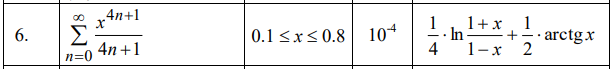 6. ∑_{n=0}^{∞} x^{4n+1}/(4n+1) 0.1 ≤ x ≤ 0.8 10^{-4} 1/4 · ln (1+x)/(1−x) + 1/2 · arctg x